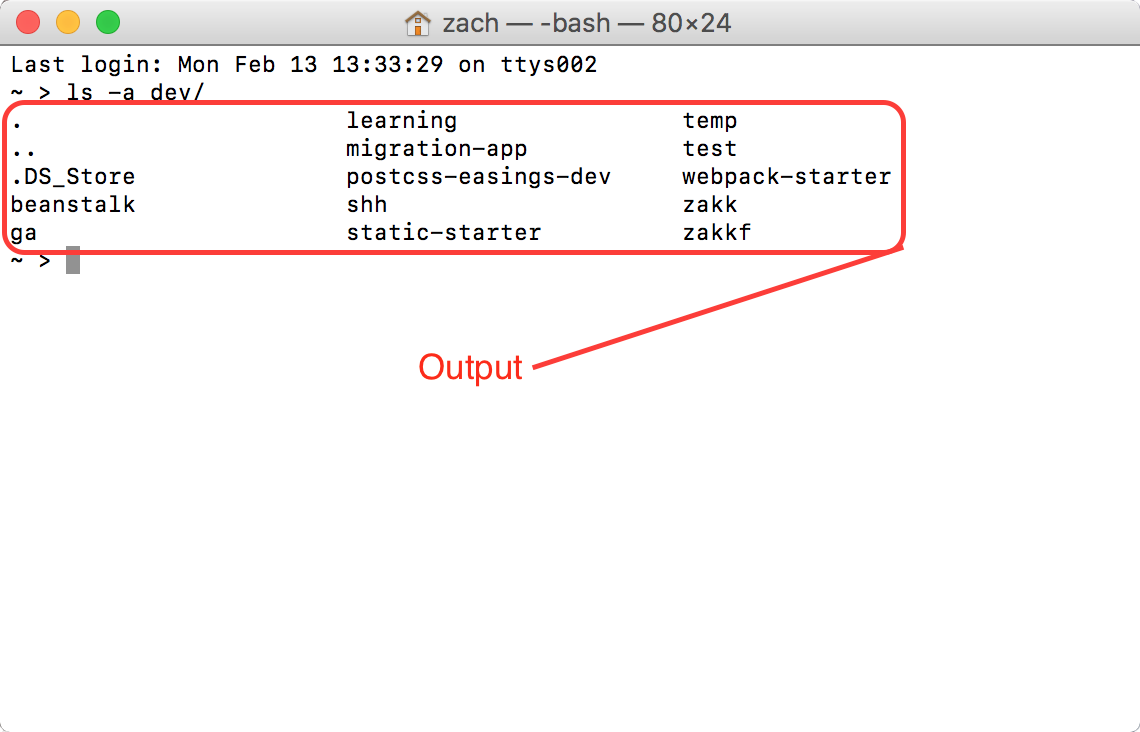 zach — -bash — 80×24
Last login: Mon Feb 13 13:33:29 on ttys002
~ > ls -a dev/
. learning temp
.. migration-app test
.DS_Store postcss-easings-dev webpack-starter
beanstalk shh zakk
ga static-starter zakkf
~ >
Output